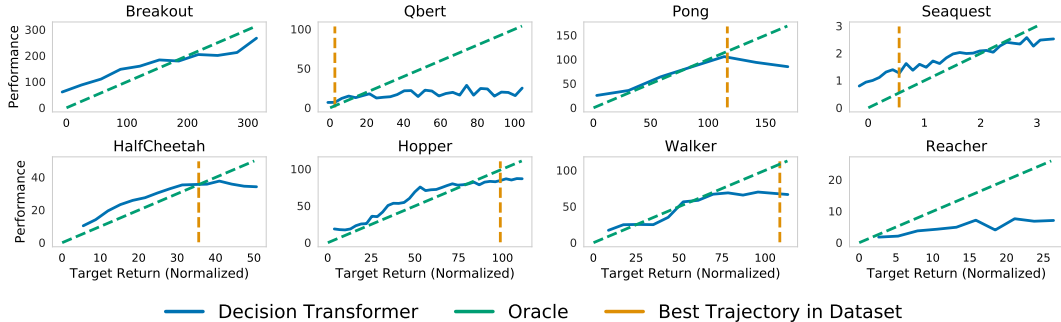 Breakout
Qbert
Pong
Seaquest
Performance
300
200
100
0
0 100 200 300
100
50
0
0 20 40 60 80 100
150
100
50
0
0 50 100 150
3
2
1
0
0 1 2 3
HalfCheetah
Hopper
Walker
Reacher
Performance
40
20
0
0 10 20 30 40 50
Target Return (Normalized)
100
50
0
0 25 50 75 100
Target Return (Normalized)
100
50
0
0 25 50 75 100
Target Return (Normalized)
20
10
0
0 5 10 15 20 25
Target Return (Normalized)
Decision Transformer
Oracle
Best Trajectory in Dataset